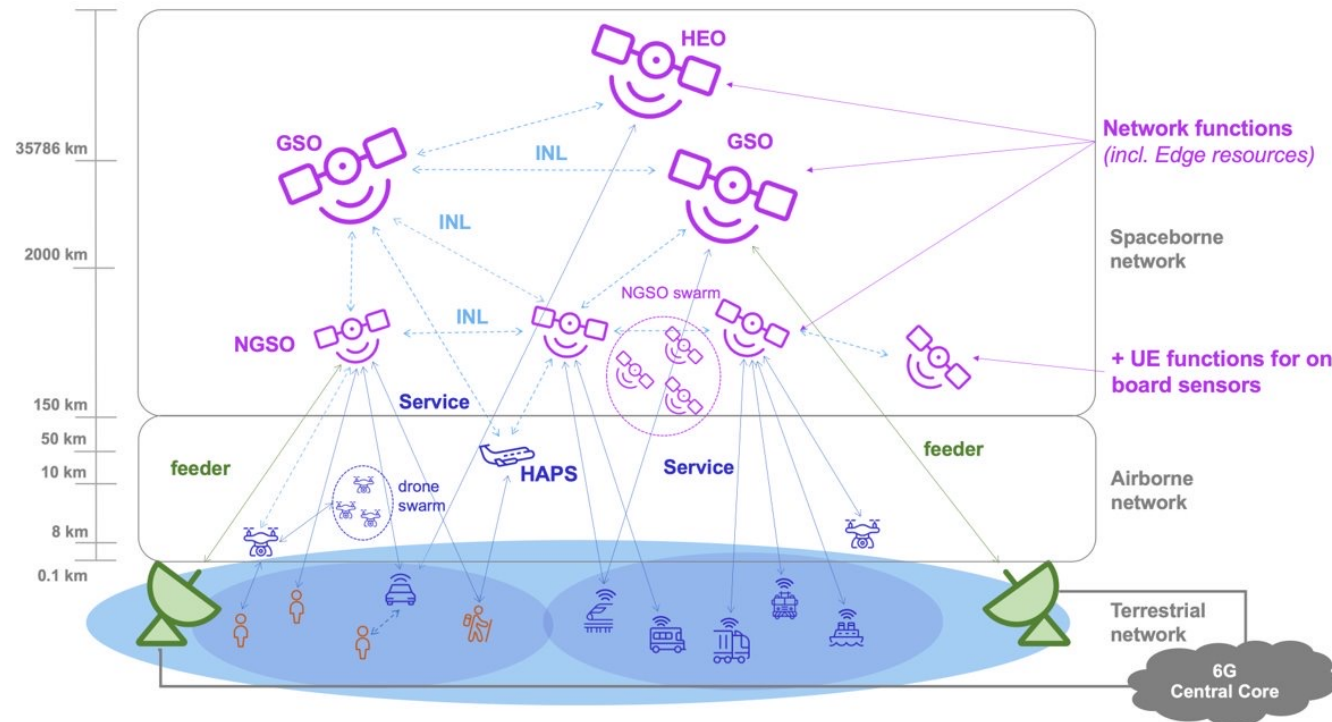 HEO
GSO
GSO
INL
35786 km
Network functions
(incl. Edge resources)
INL
2000 km
Spaceborne
network
NGSO swarm
INL
NGSO
+ UE functions for on
board sensors
150 km
Service
50 km
10 km
feeder
HAPS
Service
feeder
drone
swarm
Airborne
network
8 km
0.1 km
Terrestrial
network
6G
Central Core